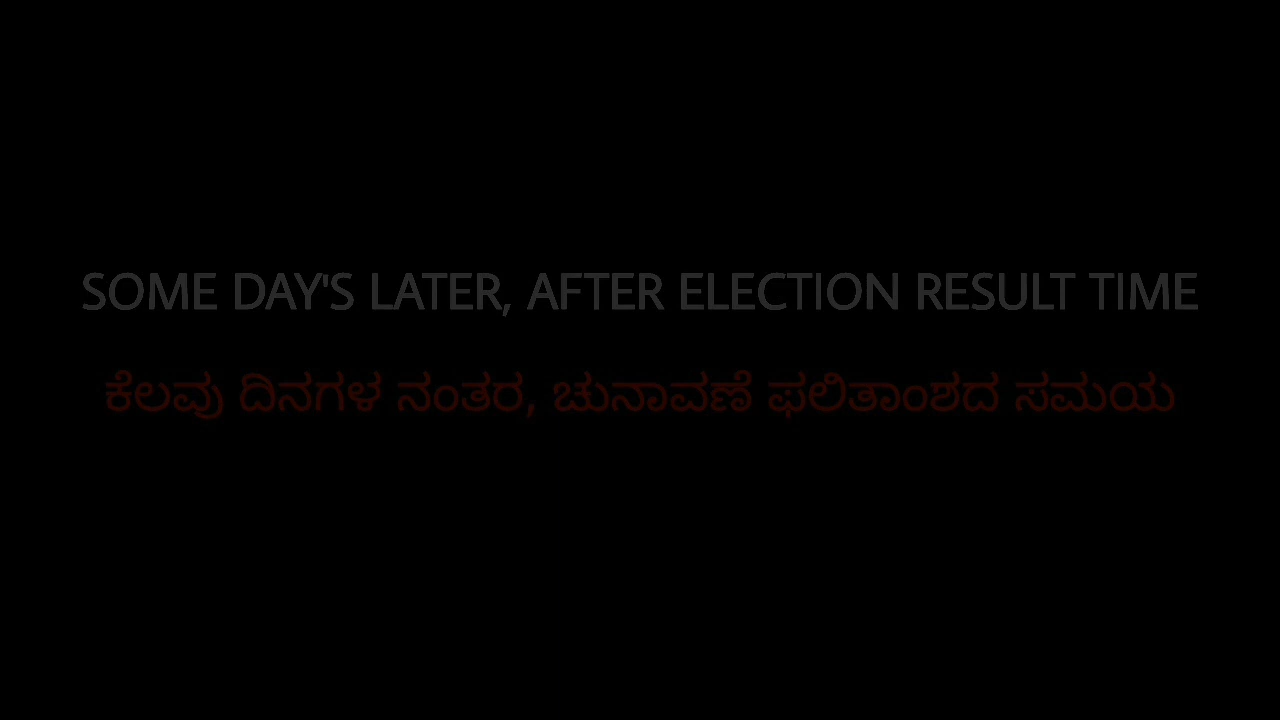 SOME DAY'S LATER, AFTER ELECTION RESULT TIME
ಕೆಲವು ದಿನಗಳ ನಂತರ, ಚುನಾವಣೆ ಫಲಿತಾಂಶದ ಸಮಯ